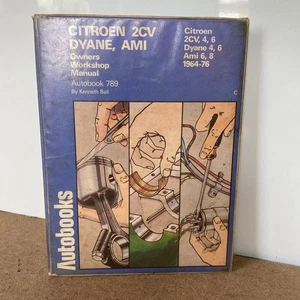 CITROEN 2CV
DYANE, AMI
Owners
Workshop
Manual
Autobook 789
By Kenneth Ball
Citroen
2CV, 4, 6
Dyane 4, 6
Ami 6, 8
1964-76
C
Autobooks